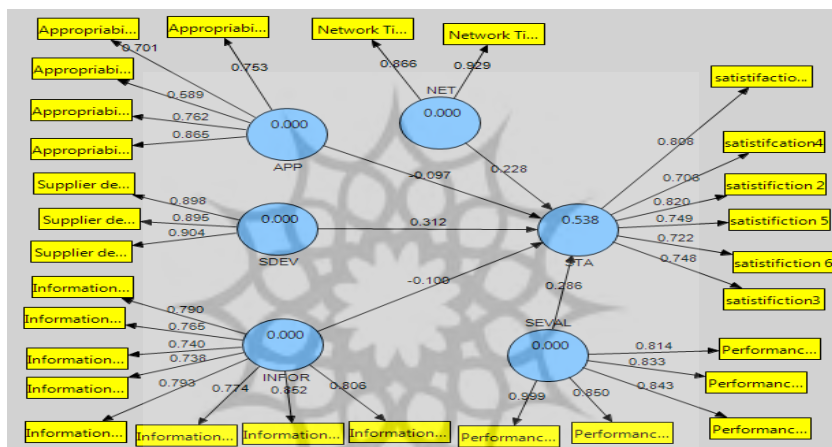 Appropriabi...
Appropriabi...
Network Ti...
Network Ti...
0.701
0.753
0.866
0.929
Appropriabi...
0.589
NET
0.000
satistifactio...
Appropriabi...
0.762
0.000
0.808
Appropriabi...
0.865
APP
satistifcation4
0.706
Supplier de...
0.898
-0.097
0.228
satistifiction 2
0.820
Supplier de...
0.895
0.000
0.312
0.538
0.749
satistifiction 5
Supplier de...
0.904
SDEV
STA
0.722
satistifiction 6
0.748
Information...
0.790
-0.100
0.286
satistifiction3
Information...
0.765
0.000
SEVAL
0.000
0.814
Performanc...
Information...
0.740
0.833
Performanc...
Information...
0.738
INFOR
0.843
0.793
0.774
0.852
0.806
0.999
0.850
Performanc...
Information...
Information...
Information...
Information...
Performanc...
Performanc...